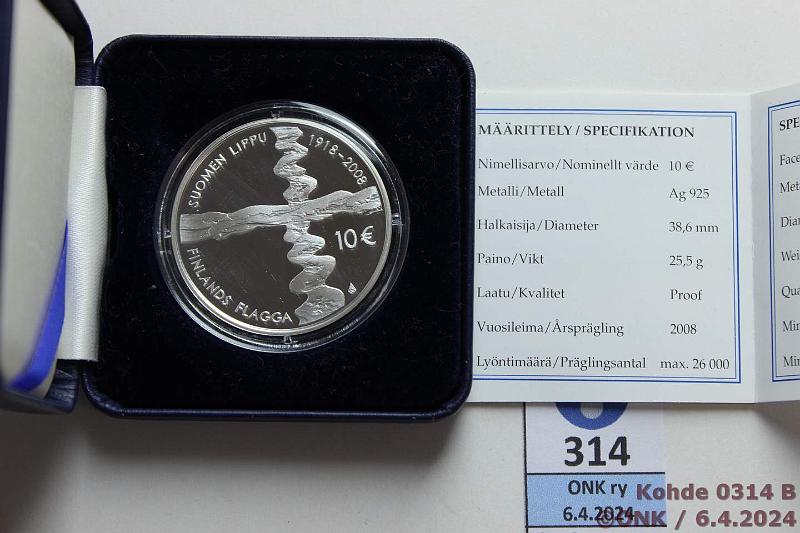 SUOMEN LIPPU 1918-2008
10 €
FINLANDS FLAGGA
MÄÄRITTELY / SPECIFIKATION
Nimellisarvo/Nominellt värde 10 €
Metalli/Metall Ag 925
Halkaisija/Diameter 38,6 mm
Paino/Vikt 25,5 g
Laatu/Kvalitet Proof
Vuosileima/Årsprägling 2008
Lyöntimäärä/Präglingsantal max. 26 000
314
ONK ry
6.4.2024
Kohde 0314 B
©ONK / 6.4.2024